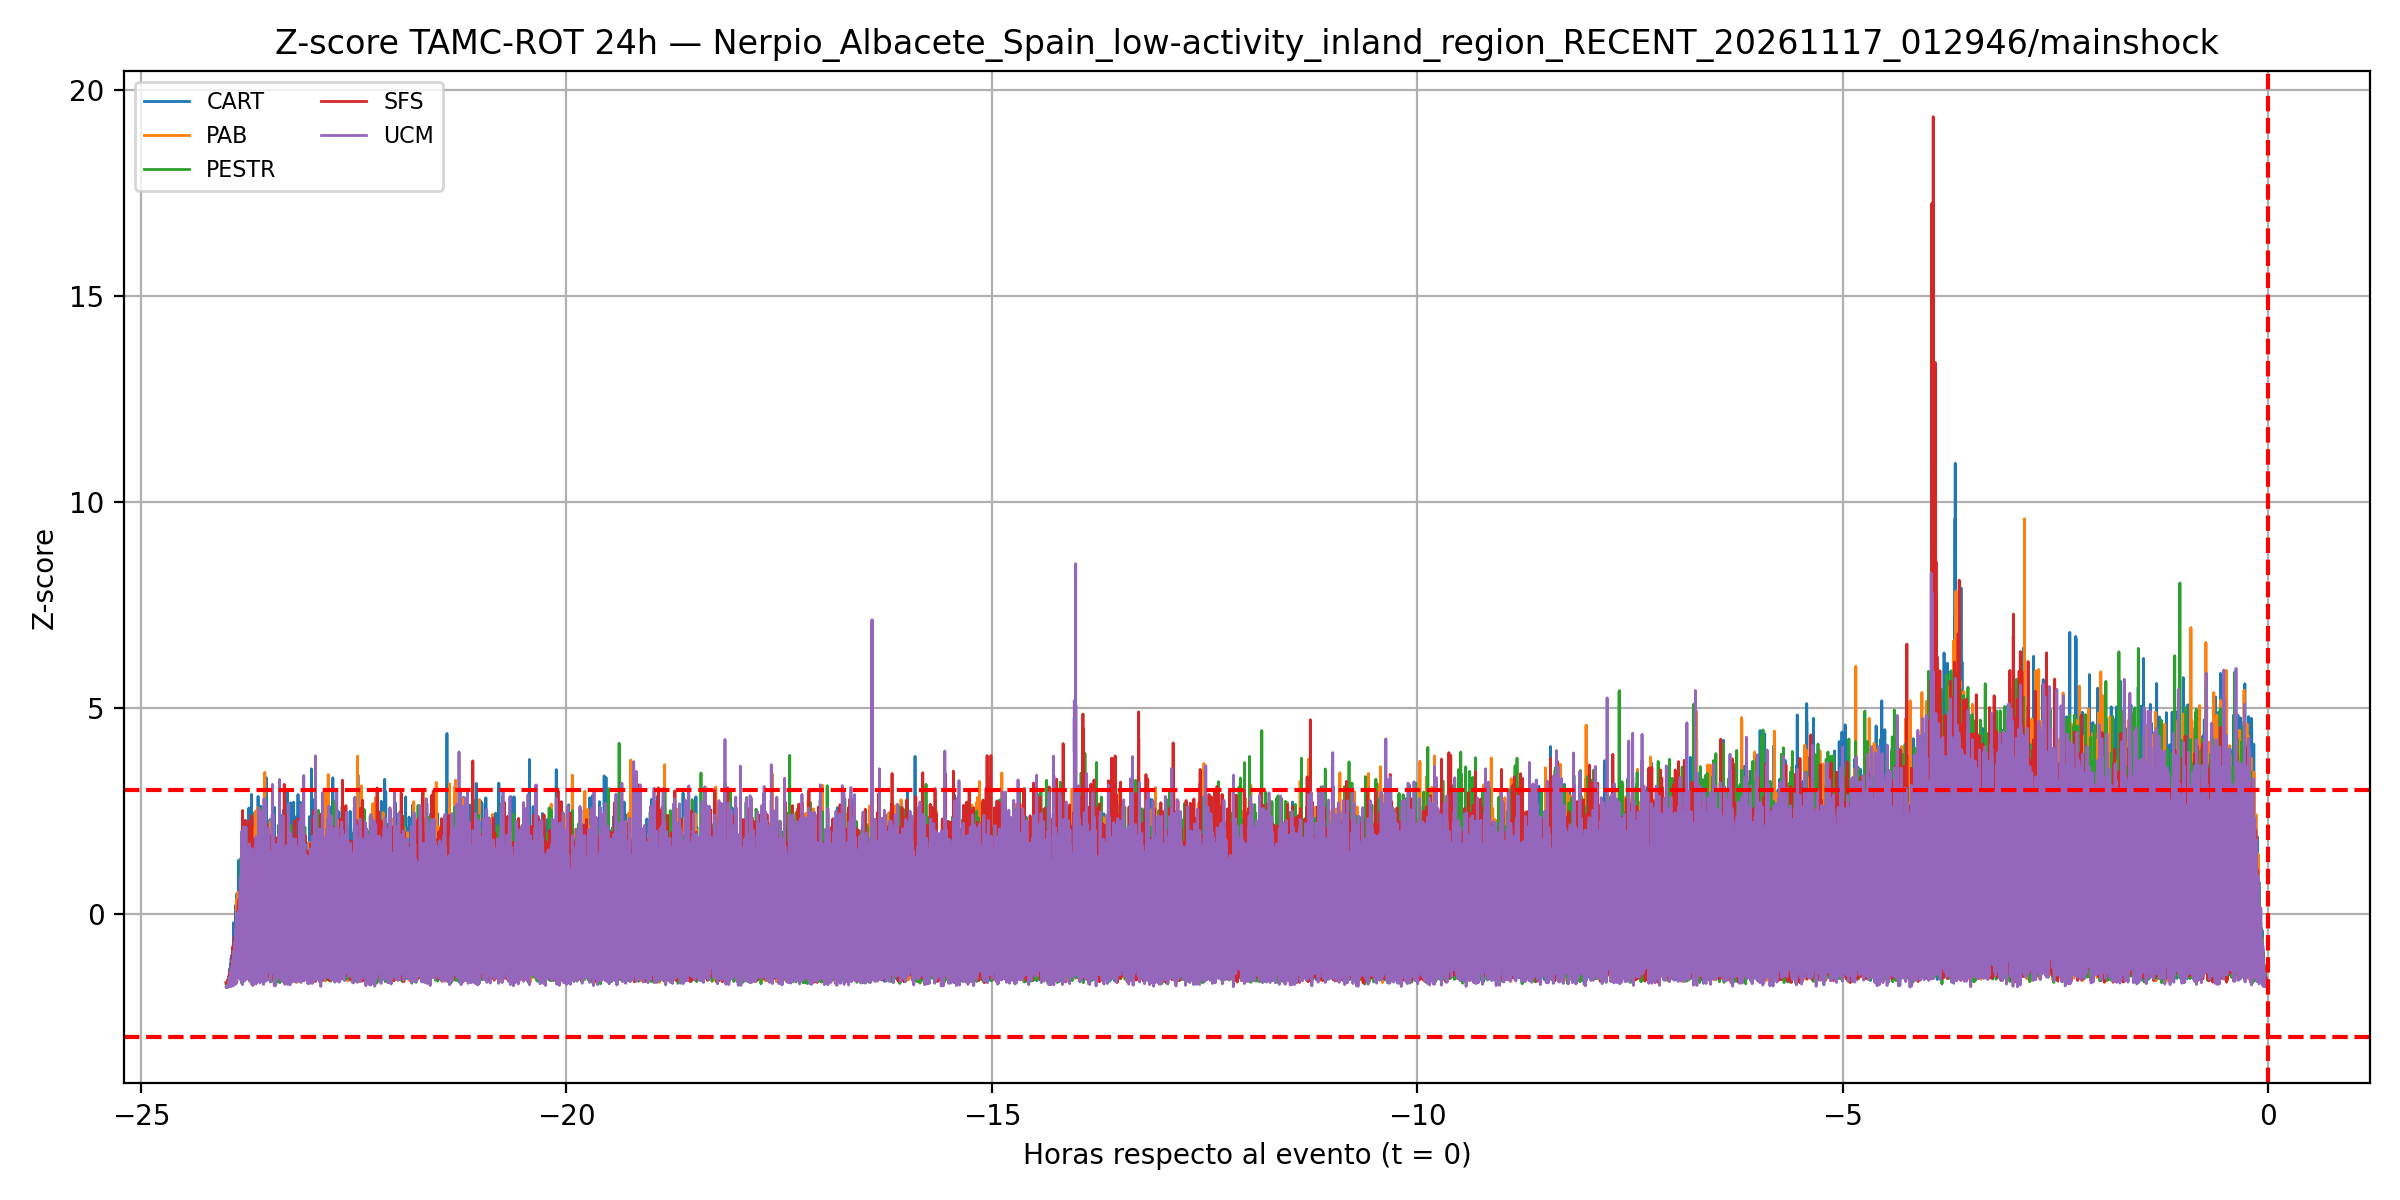 Z-score TAMC-ROT 24h — Nerpio_Albacete_Spain_low-activity_inland_region_RECENT_20261117_012946/mainshock
CART
PAB
PESTR
SFS
UCM
20
15
10
5
0
Z-score
−25
−20
−15
−10
−5
0
Horas respecto al evento (t = 0)